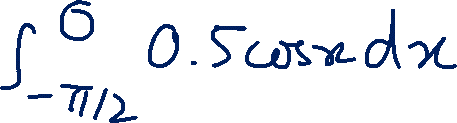 ∫_{-π/2}^{0} 0.5cosx dx